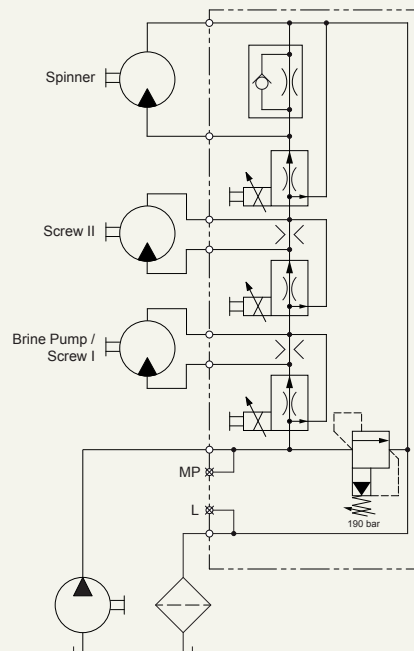 Spinner
Screw II
Brine Pump /
Screw I
MP
L
190 bar